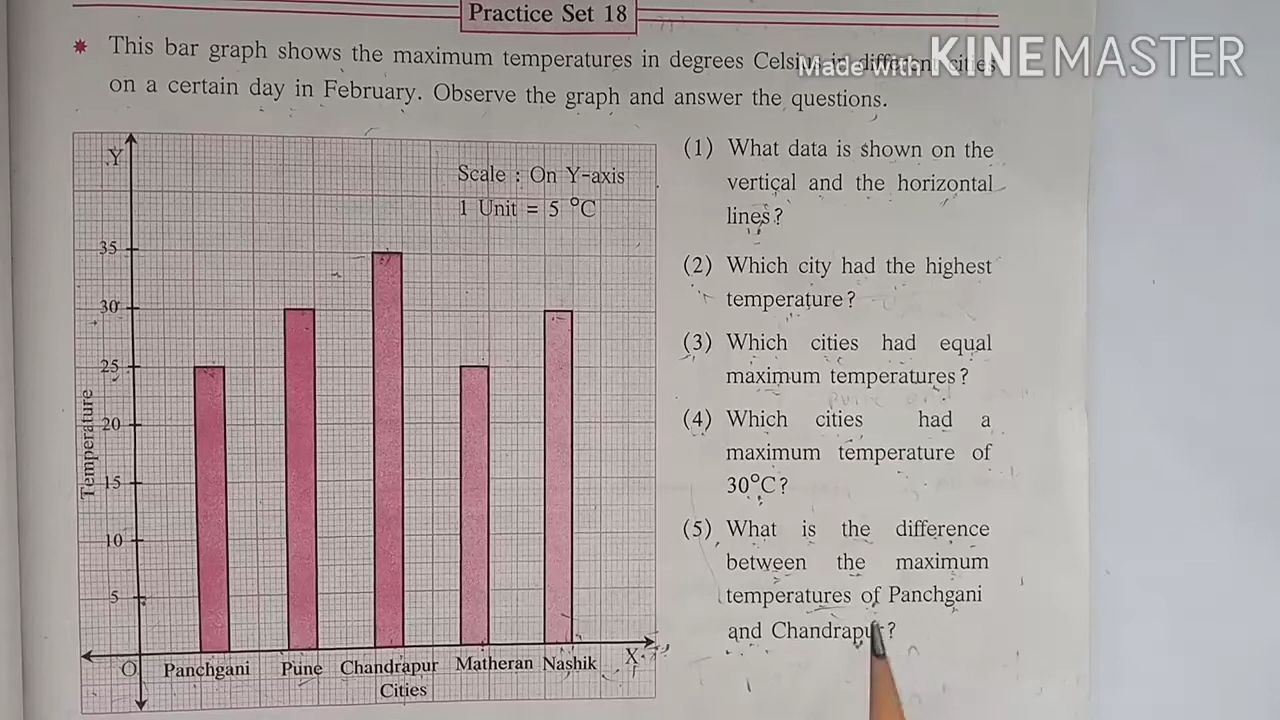 Practice Set 18
This bar graph shows the maximum temperatures in degrees Celsius in different cities
Made with KINEMASTER
on a certain day in February. Observe the graph and answer the questions.
Y
Scale : On Y-axis
1 Unit = 5 °C
35
30
25
20
15
10
5
Temperature
O
Panchgani
Pune
Chandrapur
Matheran
Nashik
X
Cities
(1) What data is shown on the
vertical and the horizontal
lines?
(2) Which city had the highest
temperature?
(3) Which cities had equal
maximum temperatures?
(4) Which cities had a
maximum temperature of
30°C?
(5) What is the difference
between the maximum
temperatures of Panchgani
and Chandrapur?